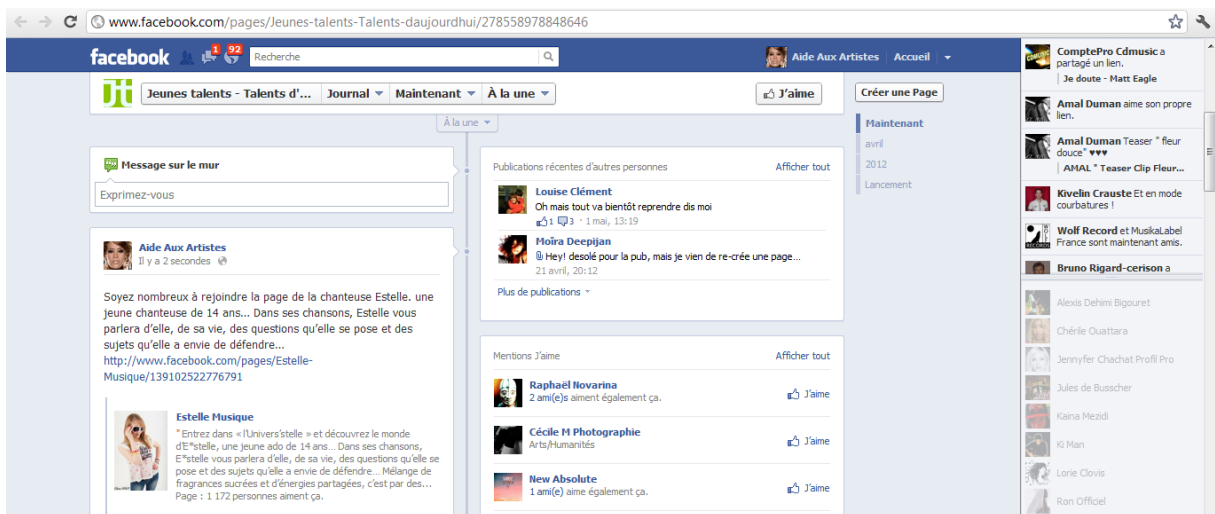 www.facebook.com/pages/Jeunes-talents-Talents-daujourdhui/278558978848646
facebook
1
92
Recherche
Aide Aux Artistes
Accueil
Jeunes talents - Talents d'...
Journal
Maintenant
À la une
J'aime
Créer une Page
À la une
Maintenant
avril
2012
Lancement
Message sur le mur
Exprimez-vous
Aide Aux Artistes
Il y a 2 secondes
Soyez nombreux à rejoindre la page de la chanteuse Estelle. une
jeune chanteuse de 14 ans... Dans ses chansons, Estelle vous
parlera d'elle, de sa vie, des questions qu'elle se pose et des
sujets qu'elle a envie de défendre...
http://www.facebook.com/pages/Estelle-
Musique/139102522776791
Estelle Musique
"Entrez dans «l'Univers'stelle » et découvrez le monde
d'E*stelle, une jeune ado de 14 ans... Dans ses chansons,
E*stelle vous parlera d'elle, de sa vie, des questions qu'elle se
pose et des sujets qu'elle a envie de défendre... Mélange de
fragrances sucrées et d'énergies partagées, c'est par des...
Page : 1 172 personnes aiment ça.
Publications récentes d'autres personnes
Afficher tout
Louise Clément
Oh mais tout va bientôt reprendre dis moi
1 3 · 1 mai, 13:19
Moïra Deepijan
Hey! desolé pour la pub, mais je vien de re-crée une page...
21 avril, 20:12
Plus de publications
Mentions J'aime
Afficher tout
Raphaël Novarina
2 ami(e)s aiment également ça.
J'aime
Cécile M Photographie
Arts/Humanités
J'aime
New Absolute
1 ami(e) aime également ça.
J'aime
ComptePro Cdmusic a
partagé un lien.
Je doute - Matt Eagle
Amal Duman aime son propre
lien.
Amal Duman Teaser " fleur
douce" ♥♥♥
AMAL " Teaser Clip Fleur...
Kivelin Crauste Et en mode
courbatures !
Wolf Record et MusikaLabel
France sont maintenant amis.
Bruno Rigard-cerison a
Alexis Dehimi Bigouret
Chérile Ouattara
Jennyfer Chachat Profil Pro
Jules de Busscher
Kaina Mezidi
Ki Man
Lorie Clovis
Ron Officiel